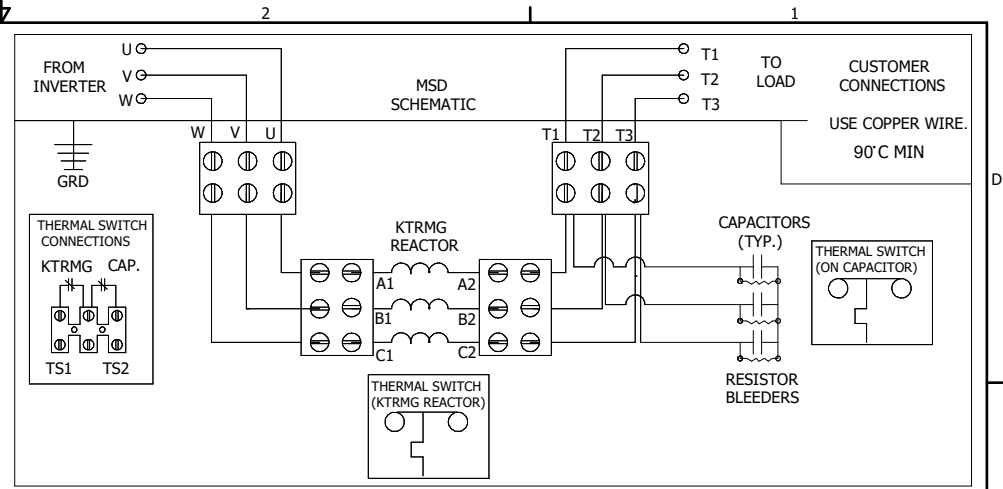 2
1
D
FROM
INVERTER
U
V
W
MSD
SCHEMATIC
T1
T2
T3
TO
LOAD
CUSTOMER
CONNECTIONS
USE COPPER WIRE.
90°C MIN
W V U
T1 T2 T3
GRD
THERMAL SWITCH
CONNECTIONS
KTRMG CAP.
TS1 TS2
KTRMG
REACTOR
A1 A2
B1 B2
C1 C2
CAPACITORS
(TYP.)
THERMAL SWITCH
(ON CAPACITOR)
RESISTOR
BLEEDERS
THERMAL SWITCH
(KTRMG REACTOR)